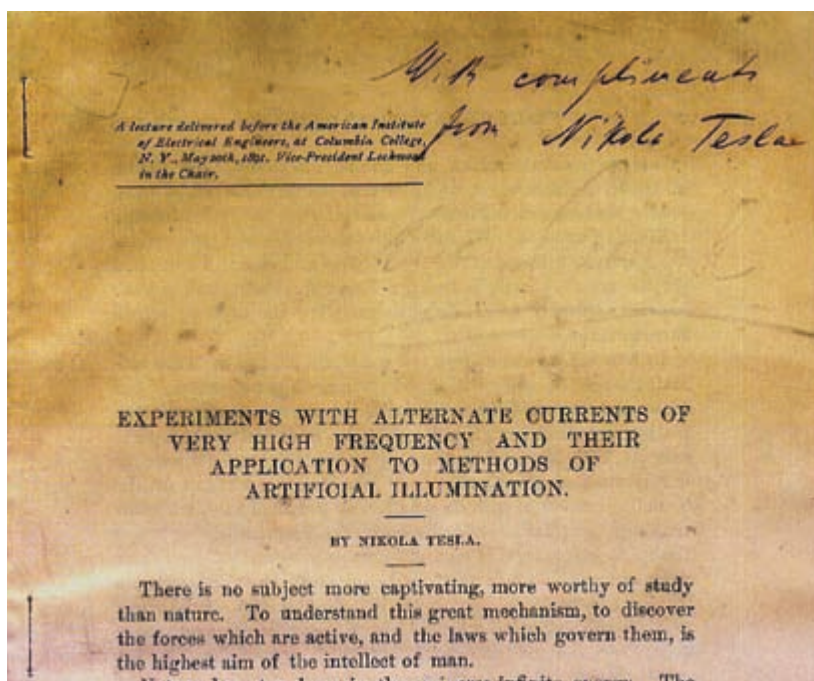 With compliments
from Nikola Tesla
A lecture delivered before the American Institute
of Electrical Engineers, at Columbia College,
N. Y., May 20th, 1891. Vice-President Lockwood
in the Chair.
EXPERIMENTS WITH ALTERNATE CURRENTS OF
VERY HIGH FREQUENCY AND THEIR
APPLICATION TO METHODS OF
ARTIFICIAL ILLUMINATION.
BY NIKOLA TESLA.
There is no subject more captivating, more worthy of study
than nature. To understand this great mechanism, to discover
the forces which are active, and the laws which govern them, is
the highest aim of the intellect of man.